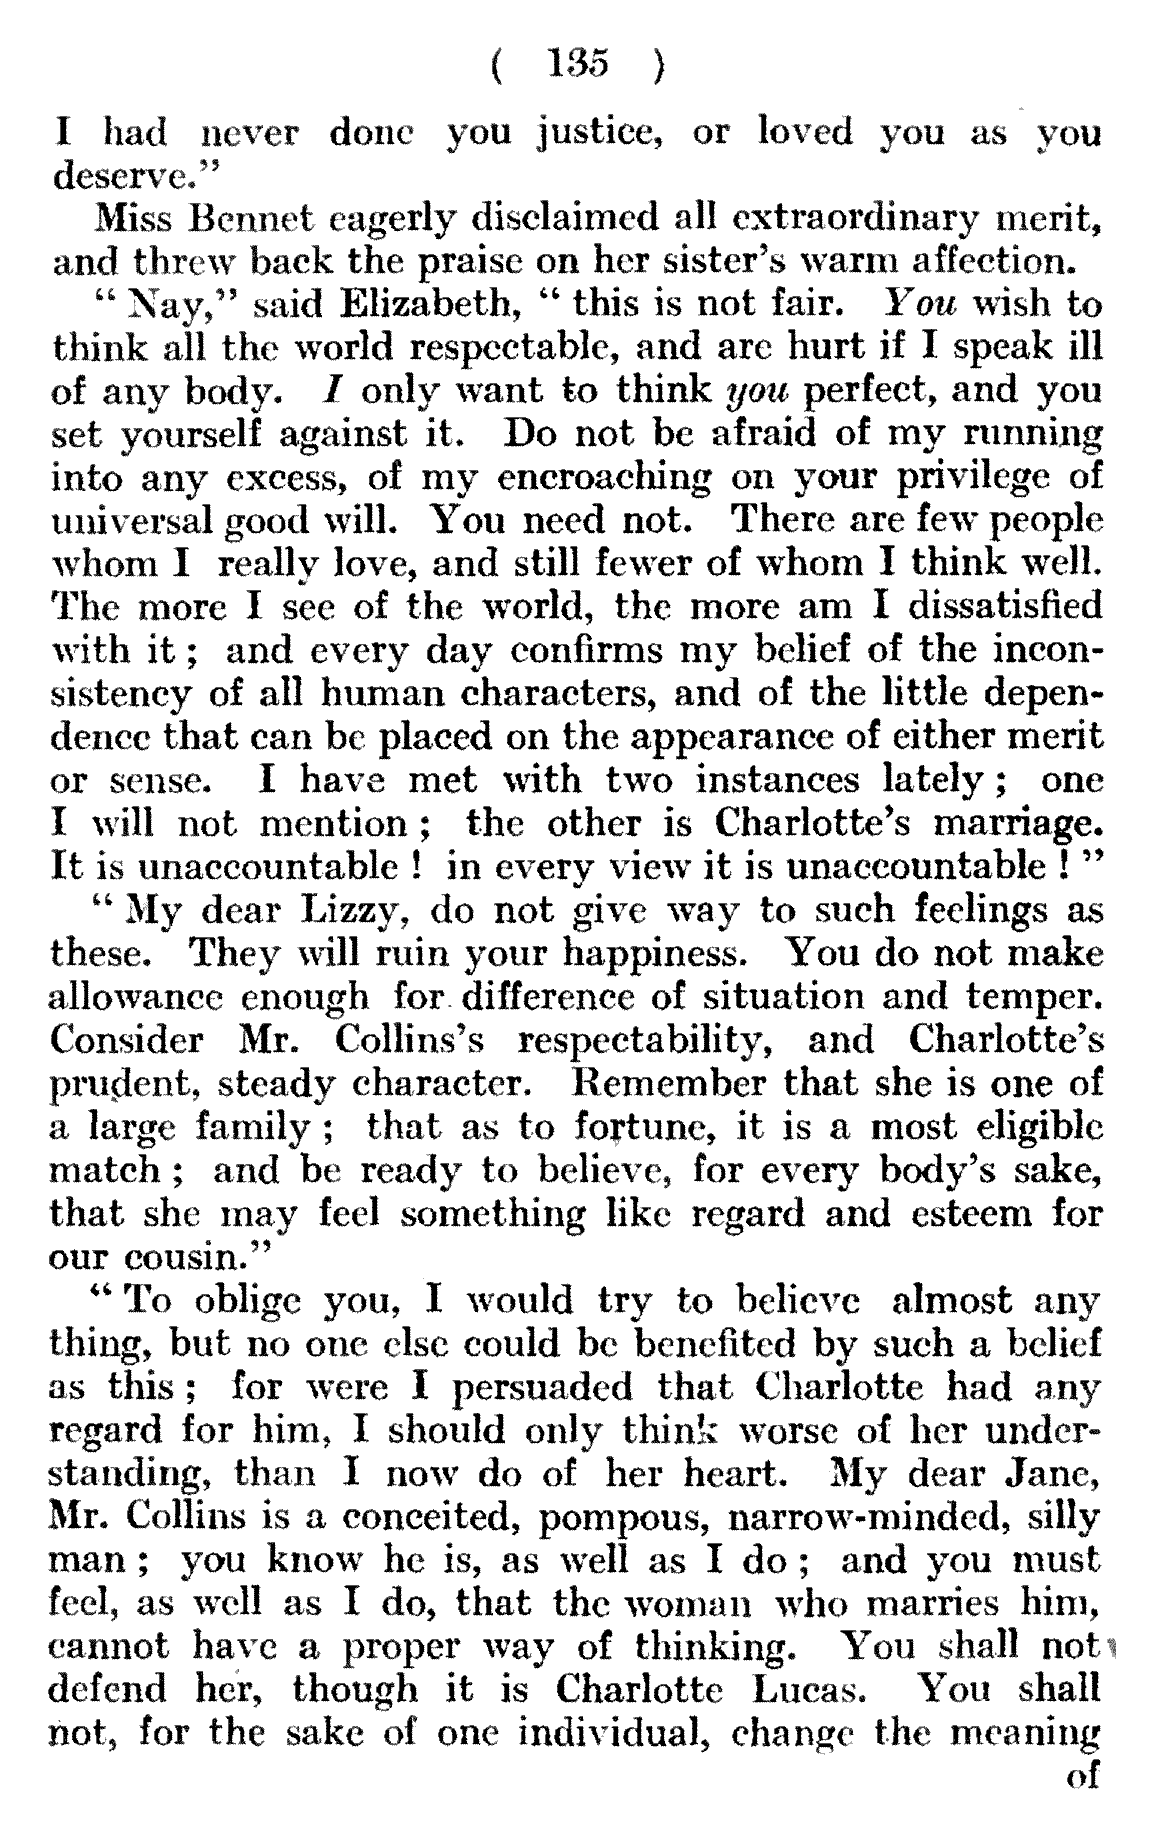 ( 135 )
I had never done you justice, or loved you as you
deserve."
Miss Bennet eagerly disclaimed all extraordinary merit,
and threw back the praise on her sister's warm affection.
" Nay," said Elizabeth, " this is not fair. You wish to
think all the world respectable, and are hurt if I speak ill
of any body. I only want to think you perfect, and you
set yourself against it. Do not be afraid of my running
into any excess, of my encroaching on your privilege of
universal good will. You need not. There are few people
whom I really love, and still fewer of whom I think well.
The more I see of the world, the more am I dissatisfied
with it ; and every day confirms my belief of the incon-
sistency of all human characters, and of the little depen-
dence that can be placed on the appearance of either merit
or sense. I have met with two instances lately ; one
I will not mention ; the other is Charlotte's marriage.
It is unaccountable ! in every view it is unaccountable ! "
" My dear Lizzy, do not give way to such feelings as
these. They will ruin your happiness. You do not make
allowance enough for difference of situation and temper.
Consider Mr. Collins's respectability, and Charlotte's
prudent, steady character. Remember that she is one of
a large family ; that as to fortune, it is a most eligible
match ; and be ready to believe, for every body's sake,
that she may feel something like regard and esteem for
our cousin."
" To oblige you, I would try to believe almost any
thing, but no one else could be benefited by such a belief
as this ; for were I persuaded that Charlotte had any
regard for him, I should only think worse of her under-
standing, than I now do of her heart. My dear Jane,
Mr. Collins is a conceited, pompous, narrow-minded, silly
man ; you know he is, as well as I do ; and you must
feel, as well as I do, that the woman who marries him,
cannot have a proper way of thinking. You shall not
defend her, though it is Charlotte Lucas. You shall
not, for the sake of one individual, change the meaning
of